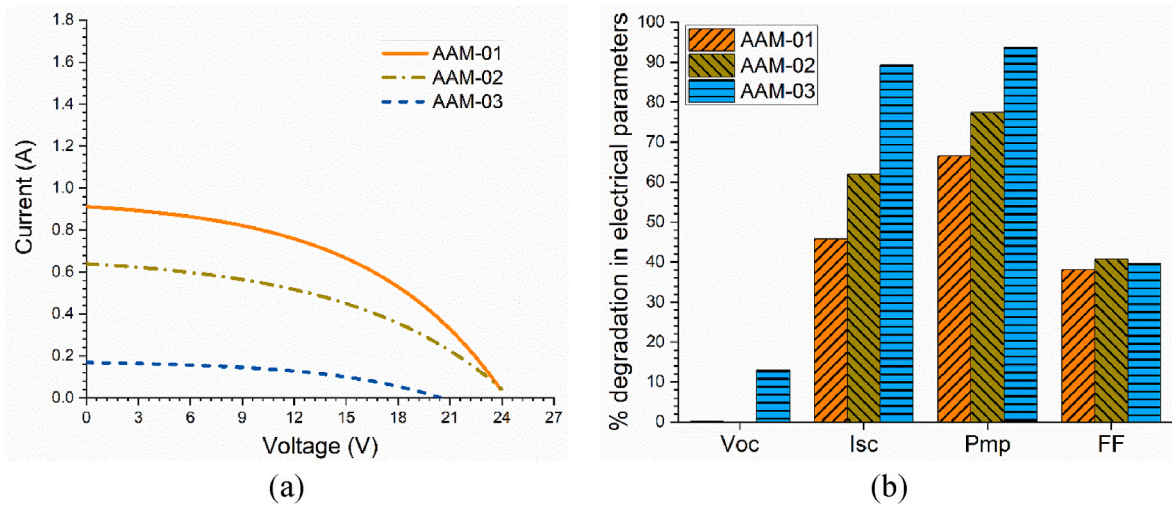 1.8
1.6
1.4
1.2
1.0
0.8
0.6
0.4
0.2
0.0
Current (A)
AAM-01
AAM-02
AAM-03
0 3 6 9 12 15 18 21 24 27
Voltage (V)
(a)
100
90
80
70
60
50
40
30
20
10
0
% degradation in electrical parameters
AAM-01
AAM-02
AAM-03
Voc Isc Pmp FF
(b)